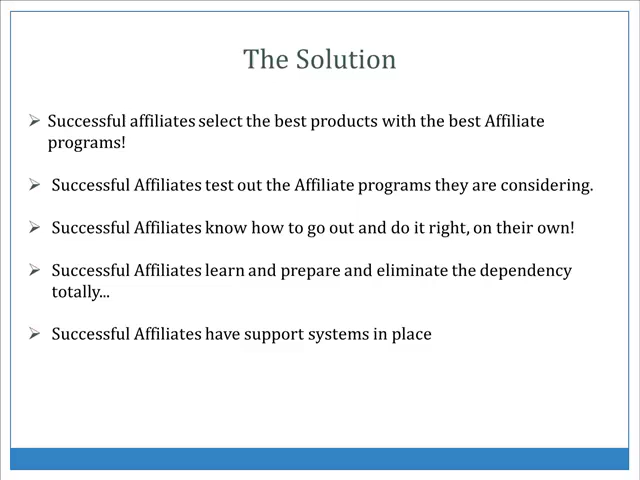 The Solution
Successful affiliates select the best products with the best Affiliate
programs!
Successful Affiliates test out the Affiliate programs they are considering.
Successful Affiliates know how to go out and do it right, on their own!
Successful Affiliates learn and prepare and eliminate the dependency
totally...
Successful Affiliates have support systems in place